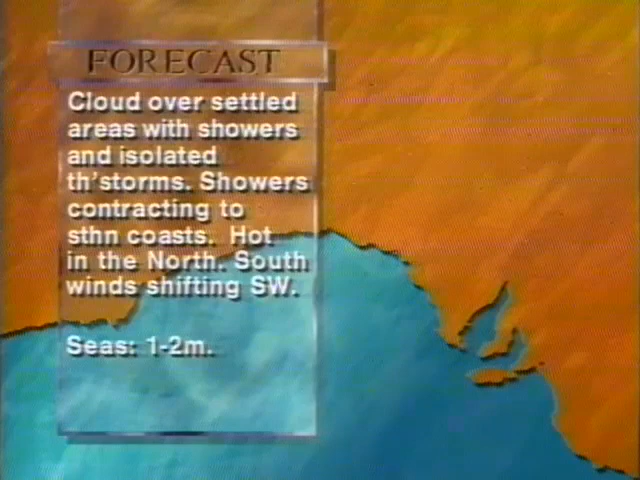 FORECAST
Cloud over settled
areas with showers
and isolated
th'storms. Showers
contracting to
sthn coasts. Hot
in the North. South
winds shifting SW.
Seas: 1-2m.